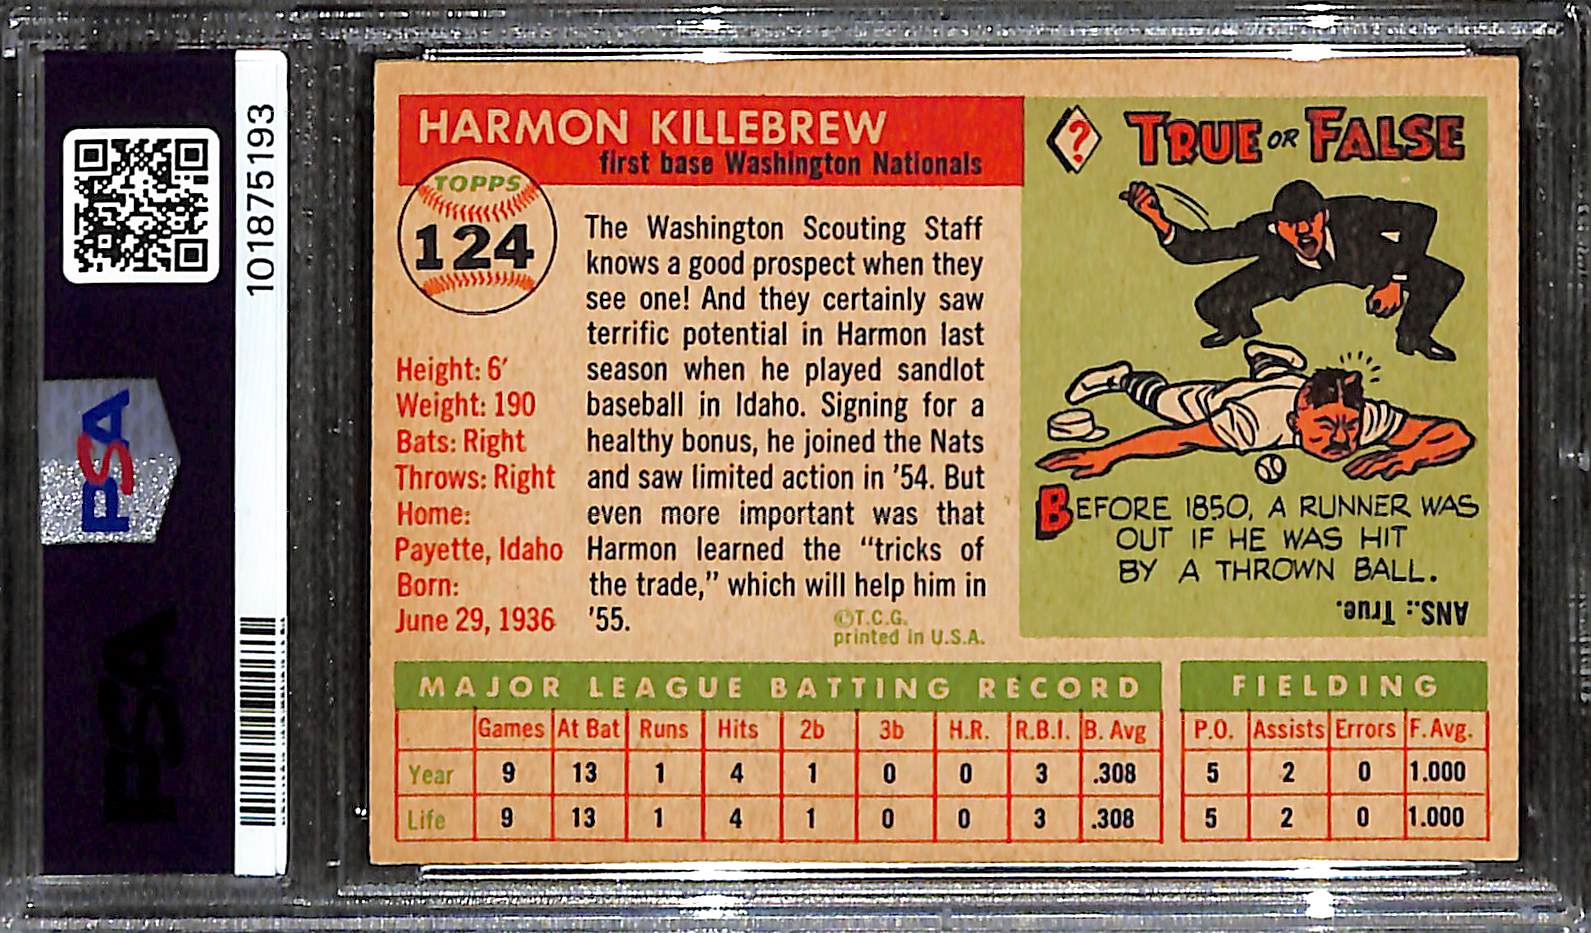 PSA
101875193
PSA
HARMON KILLEBREW
first base Washington Nationals
TOPPS
124
Height: 6'
Weight: 190
Bats: Right
Throws: Right
Home:
Payette, Idaho
Born:
June 29, 1936
The Washington Scouting Staff
knows a good prospect when they
see one! And they certainly saw
terrific potential in Harmon last
season when he played sandlot
baseball in Idaho. Signing for a
healthy bonus, he joined the Nats
and saw limited action in '54. But
even more important was that
Harmon learned the “tricks of
the trade,” which will help him in
'55.
©T.C.G.
printed in U.S.A.
? TRUE OR FALSE
BEFORE 1850, A RUNNER WAS
OUT IF HE WAS HIT
BY A THROWN BALL.
ANS.: True.
MAJOR LEAGUE BATTING RECORD
Games At Bat Runs Hits 2b 3b H.R. R.B.I. B. Avg
Year 9 13 1 4 1 0 0 3 .308
Life 9 13 1 4 1 0 0 3 .308
FIELDING
P.O. Assists Errors F. Avg.
5 2 0 1.000
5 2 0 1.000